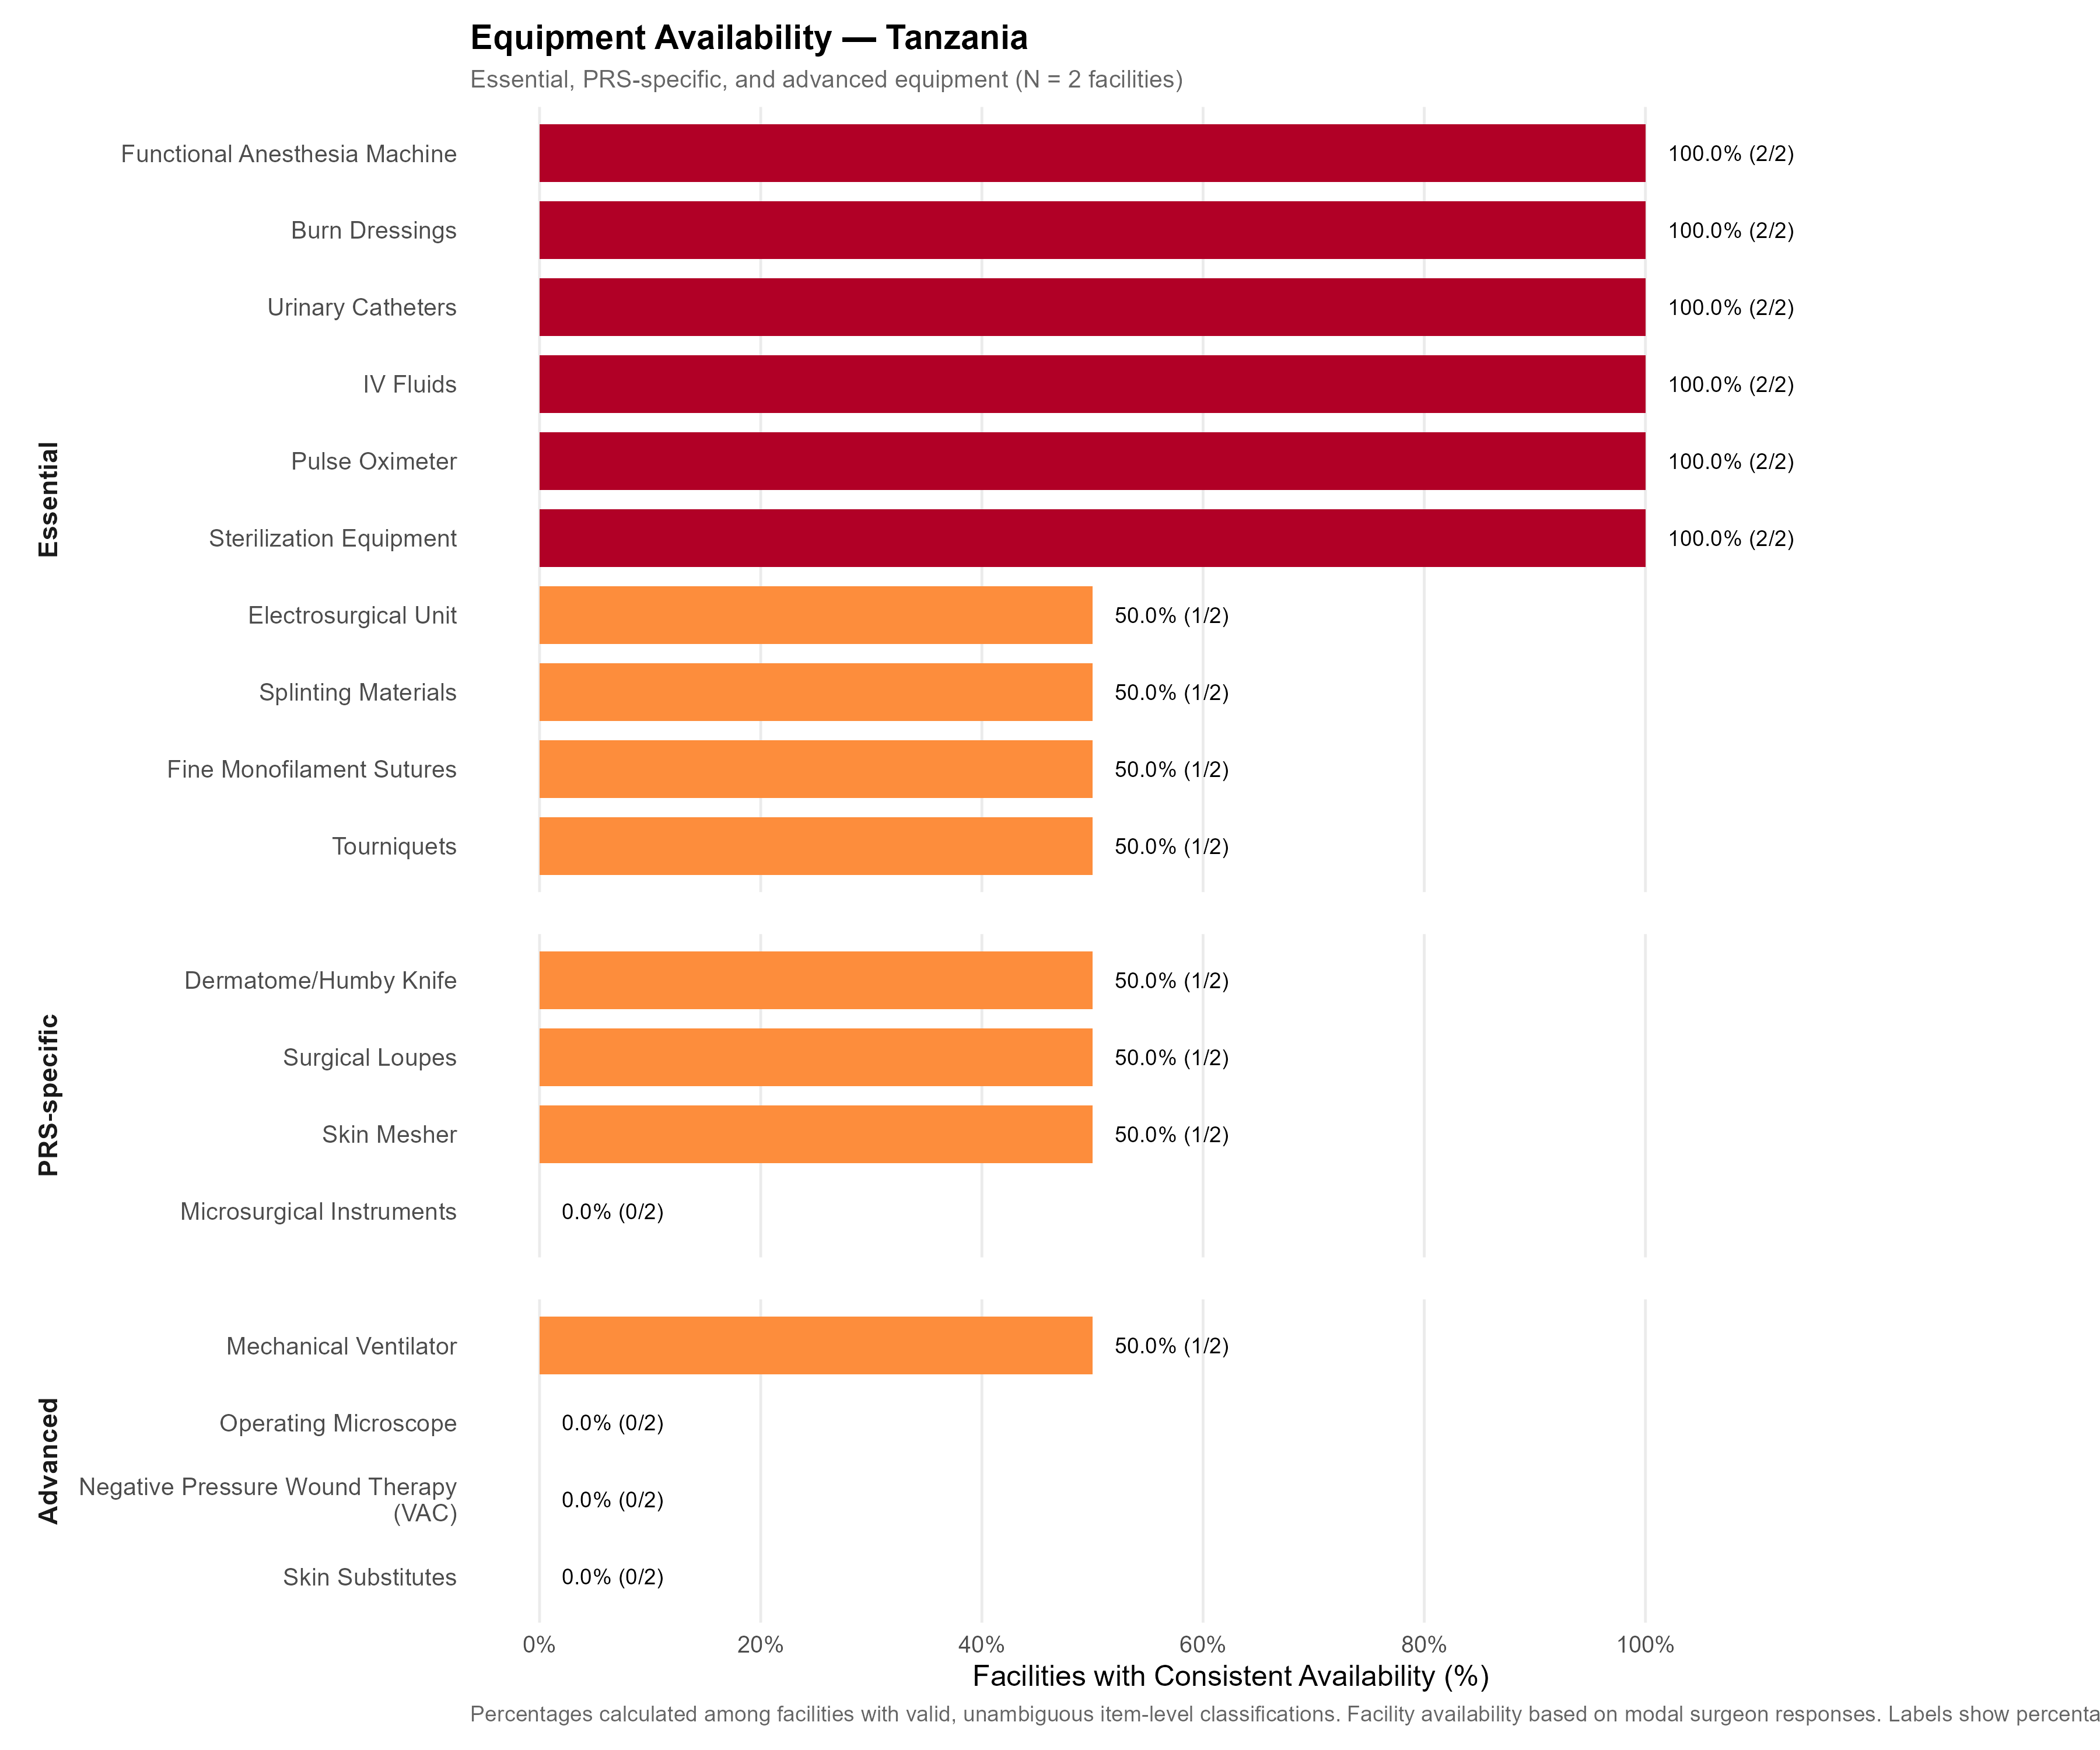 Equipment Availability — Tanzania
Essential, PRS-specific, and advanced equipment (N = 2 facilities)
Essential
Functional Anesthesia Machine 100.0% (2/2)
Burn Dressings 100.0% (2/2)
Urinary Catheters 100.0% (2/2)
IV Fluids 100.0% (2/2)
Pulse Oximeter 100.0% (2/2)
Sterilization Equipment 100.0% (2/2)
Electrosurgical Unit 50.0% (1/2)
Splinting Materials 50.0% (1/2)
Fine Monofilament Sutures 50.0% (1/2)
Tourniquets 50.0% (1/2)
PRS-specific
Dermatome/Humby Knife 50.0% (1/2)
Surgical Loupes 50.0% (1/2)
Skin Mesher 50.0% (1/2)
Microsurgical Instruments 0.0% (0/2)
Advanced
Mechanical Ventilator 50.0% (1/2)
Operating Microscope 0.0% (0/2)
Negative Pressure Wound Therapy
(VAC) 0.0% (0/2)
Skin Substitutes 0.0% (0/2)
0% 20% 40% 60% 80% 100%
Facilities with Consistent Availability (%)
Percentages calculated among facilities with valid, unambiguous item-level classifications. Facility availability based on modal surgeon responses. Labels show